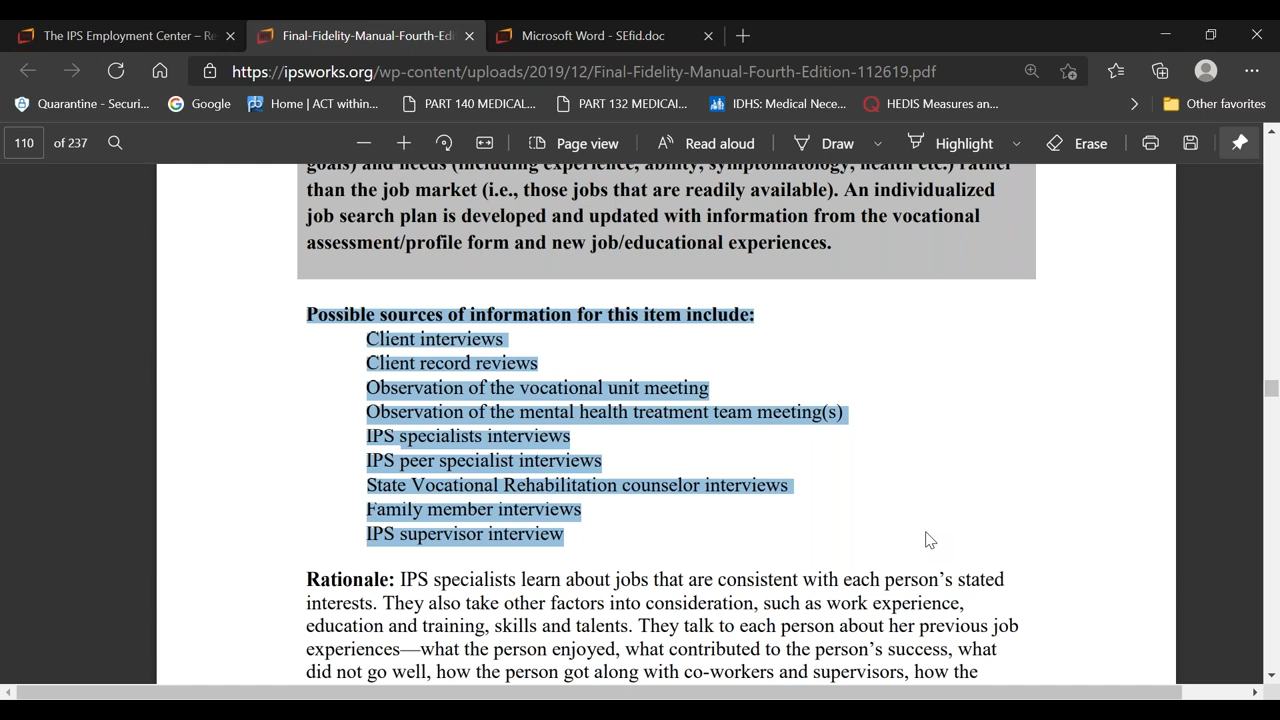 The IPS Employment Center – Re
Final-Fidelity-Manual-Fourth-Edi
Microsoft Word - SEfid.doc
https://ipsworks.org/wp-content/uploads/2019/12/Final-Fidelity-Manual-Fourth-Edition-112619.pdf
Quarantine - Securi...
Google
Home | ACT within...
PART 140 MEDICAL...
PART 132 MEDICAL...
IDHS: Medical Nece...
HEDIS Measures an...
Other favorites
110 of 237
Page view
Read aloud
Draw
Highlight
Erase
goals) and needs (including experience, ability, symptomatology, health etc.) rather
than the job market (i.e., those jobs that are readily available). An individualized
job search plan is developed and updated with information from the vocational
assessment/profile form and new job/educational experiences.
Possible sources of information for this item include:
Client interviews
Client record reviews
Observation of the vocational unit meeting
Observation of the mental health treatment team meeting(s)
IPS specialists interviews
IPS peer specialist interviews
State Vocational Rehabilitation counselor interviews
Family member interviews
IPS supervisor interview
Rationale: IPS specialists learn about jobs that are consistent with each person's stated
interests. They also take other factors into consideration, such as work experience,
education and training, skills and talents. They talk to each person about her previous job
experiences—what the person enjoyed, what contributed to the person's success, what
did not go well, how the person got along with co-workers and supervisors, how the